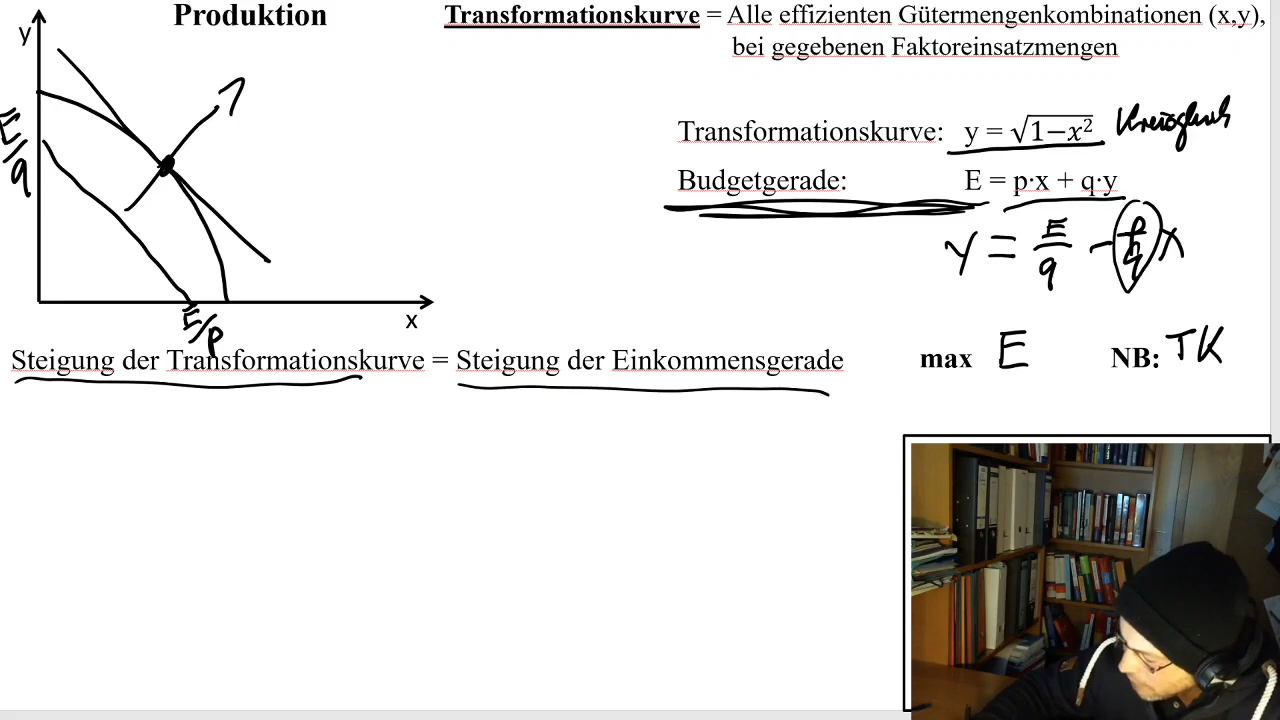 Produktion
Transformationskurve = Alle effizienten Gütermengenkombinationen (x,y),
bei gegebenen Faktoreinsatzmengen
y
E/q
Transformationskurve: y = √1−x²
Budgetgerade: E = p·x + q·y
y = E/q - p/q x
x
E/p
Steigung der Transformationskurve = Steigung der Einkommensgerade
max E NB: TK